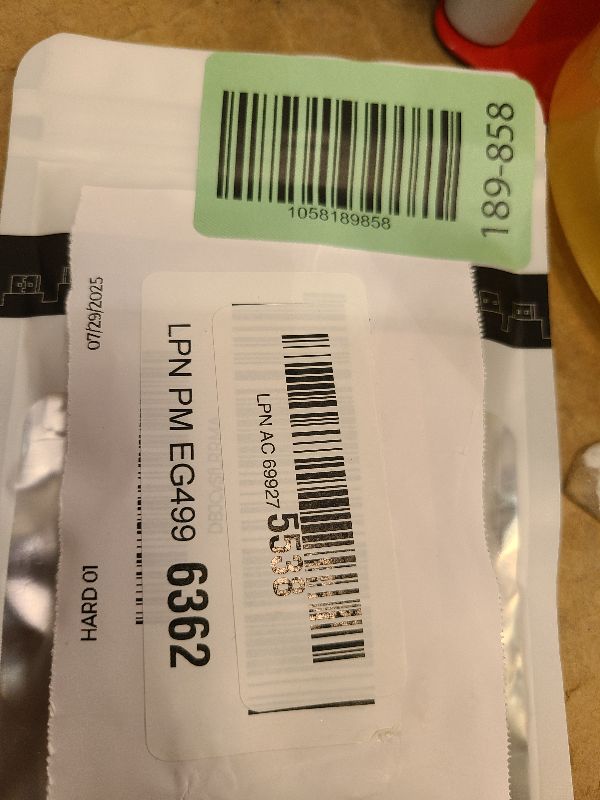 1058189858
189-858
07/29/2025
HARD 01
LPN PM EG499 6362
LPN AC 69927 5538